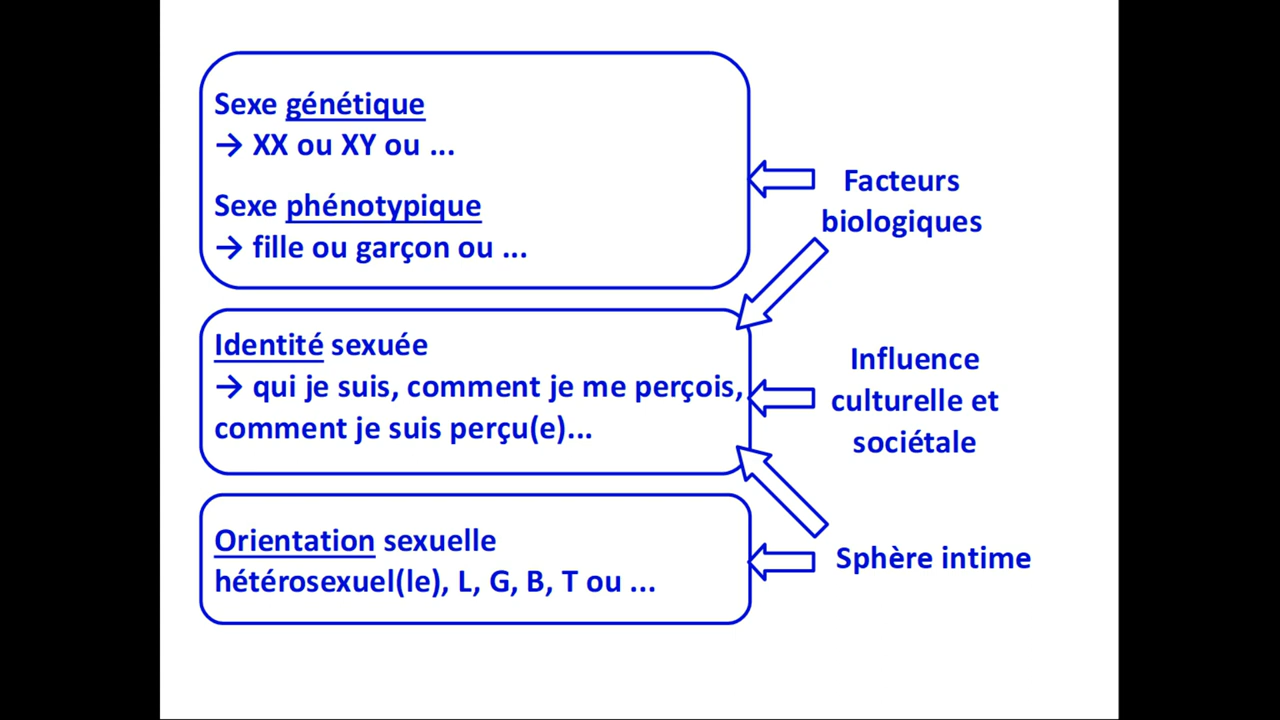 Sexe génétique
→ XX ou XY ou ...
Sexe phénotypique
→ fille ou garçon ou ...
Facteurs
biologiques
Identité sexuée
→ qui je suis, comment je me perçois,
comment je suis perçu(e)...
Influence
culturelle et
sociétale
Orientation sexuelle
hétérosexuel(le), L, G, B, T ou ...
Sphère intime